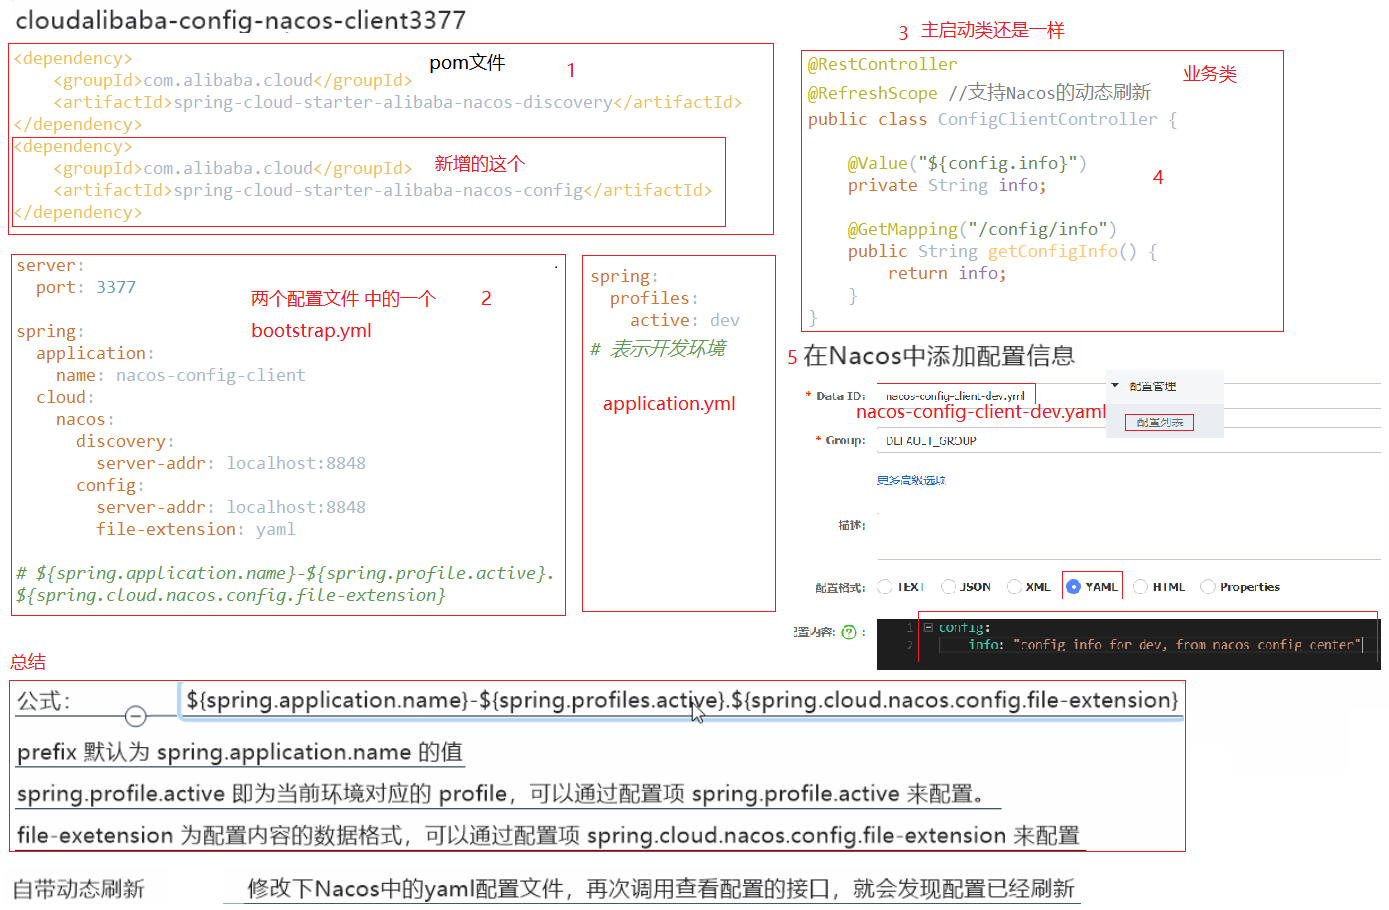 cloudalibaba-config-nacos-client3377
<dependency>
<groupId>com.alibaba.cloud</groupId>
<artifactId>spring-cloud-starter-alibaba-nacos-discovery</artifactId>
</dependency>
pom文件
1
<dependency>
<groupId>com.alibaba.cloud</groupId>
<artifactId>spring-cloud-starter-alibaba-nacos-config</artifactId>
</dependency>
新增的这个
server:
port: 3377
spring:
application:
name: nacos-config-client
cloud:
nacos:
discovery:
server-addr: localhost:8848
config:
server-addr: localhost:8848
file-extension: yaml
# ${spring.application.name}-${spring.profile.active}.
${spring.cloud.nacos.config.file-extension}
两个配置文件 中的一个 2
bootstrap.yml
spring:
profiles:
active: dev
# 表示开发环境
application.yml
3 主启动类还是一样
@RestController
@RefreshScope //支持Nacos的动态刷新
public class ConfigClientController {
@Value("${config.info}")
private String info;
@GetMapping("/config/info")
public String getConfigInfo() {
return info;
}
}
业务类
4
5 在Nacos中添加配置信息
* Data ID: nacos-config-client-dev.yml
nacos-config-client-dev.yaml
配置管理
配置列表
* Group: DEFAULT_GROUP
更多高级选项
描述:
配置格式: TEXT JSON XML YAML HTML Properties
配置内容: ? :
1 config:
2 info: "config info for dev, from nacos config center"
总结
公式: ${spring.application.name}-${spring.profiles.active}.${spring.cloud.nacos.config.file-extension}
prefix 默认为 spring.application.name 的值
spring.profile.active 即为当前环境对应的 profile，可以通过配置项 spring.profile.active 来配置。
file-exetension 为配置内容的数据格式，可以通过配置项 spring.cloud.nacos.config.file-extension 来配置
自带动态刷新 修改下Nacos中的yaml配置文件，再次调用查看配置的接口，就会发现配置已经刷新